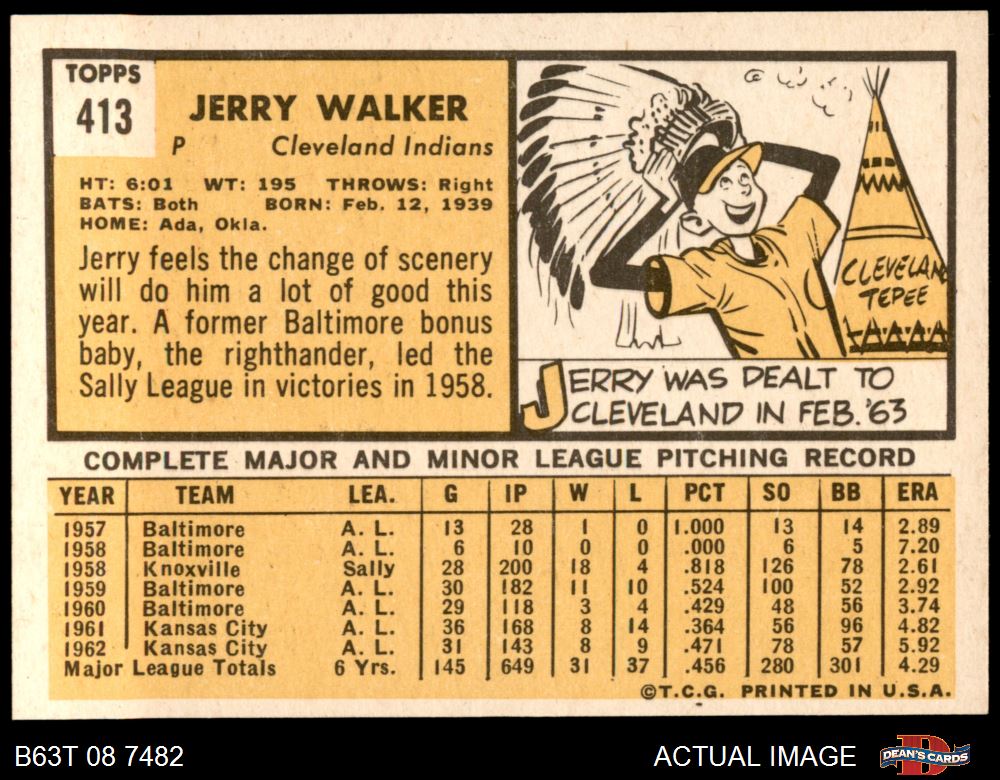 TOPPS
413
JERRY WALKER
P Cleveland Indians
HT: 6:01 WT: 195 THROWS: Right
BATS: Both BORN: Feb. 12, 1939
HOME: Ada, Okla.
Jerry feels the change of scenery
will do him a lot of good this
year. A former Baltimore bonus
baby, the righthander, led the
Sally League in victories in 1958.
CLEVELAND
TEPEE
JERRY WAS DEALT TO
CLEVELAND IN FEB. '63
COMPLETE MAJOR AND MINOR LEAGUE PITCHING RECORD
YEAR TEAM LEA. G IP W L PCT SO BB ERA
1957 Baltimore A. L. 13 28 1 0 1.000 13 14 2.89
1958 Baltimore A. L. 6 10 0 0 .000 6 5 7.20
1958 Knoxville Sally 28 200 18 4 .818 126 78 2.61
1959 Baltimore A. L. 30 182 11 10 .524 100 52 2.92
1960 Baltimore A. L. 29 118 3 4 .429 48 56 3.74
1961 Kansas City A. L. 36 168 8 14 .364 56 96 4.82
1962 Kansas City A. L. 31 143 8 9 .471 78 57 5.92
Major League Totals 6 Yrs. 145 649 31 37 .456 280 301 4.29
©T.C.G. PRINTED IN U.S.A.
B63T 08 7482 ACTUAL IMAGE DEAN'S CARDS